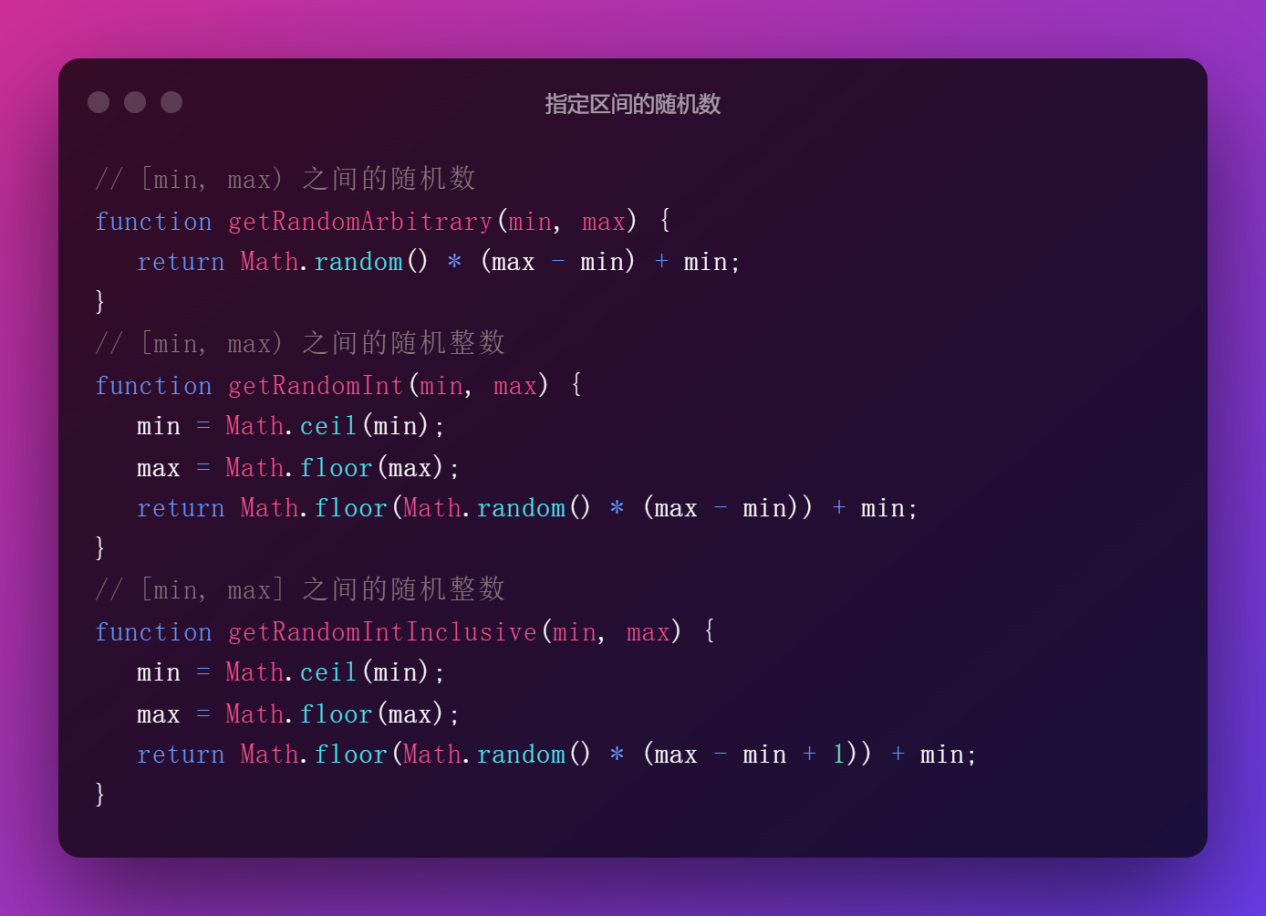 指定区间的随机数
// [min, max) 之间的随机数
function getRandomArbitrary(min, max) {
   return Math.random() * (max - min) + min;
}
// [min, max) 之间的随机整数
function getRandomInt(min, max) {
   min = Math.ceil(min);
   max = Math.floor(max);
   return Math.floor(Math.random() * (max - min)) + min;
}
// [min, max] 之间的随机整数
function getRandomIntInclusive(min, max) {
   min = Math.ceil(min);
   max = Math.floor(max);
   return Math.floor(Math.random() * (max - min + 1)) + min;
}